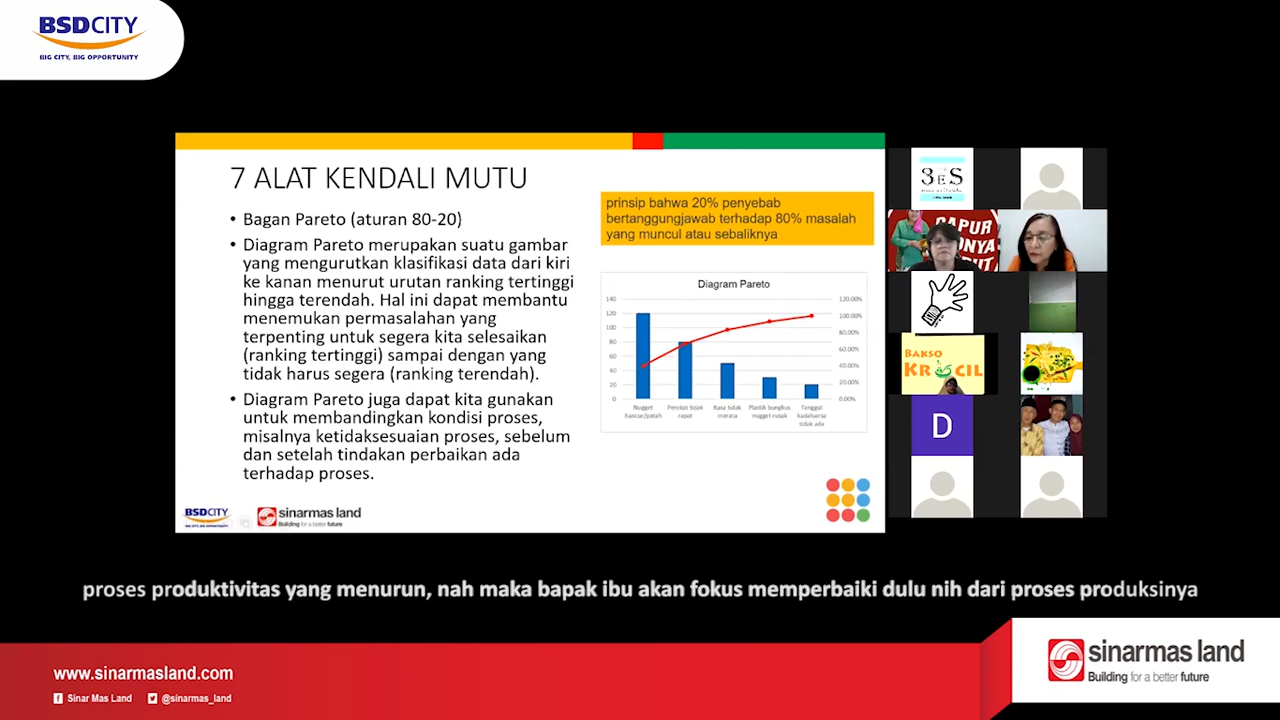 BSDCITY
BIG CITY, BIG OPPORTUNITY
7 ALAT KENDALI MUTU
• Bagan Pareto (aturan 80-20)
• Diagram Pareto merupakan suatu gambar
yang mengurutkan klasifikasi data dari kiri
ke kanan menurut urutan ranking tertinggi
hingga terendah. Hal ini dapat membantu
menemukan permasalahan yang
terpenting untuk segera kita selesaikan
(ranking tertinggi) sampai dengan yang
tidak harus segera (ranking terendah).
• Diagram Pareto juga dapat kita gunakan
untuk membandingkan kondisi proses,
misalnya ketidaksesuaian proses, sebelum
dan setelah tindakan perbaikan ada
terhadap proses.
prinsip bahwa 20% penyebab
bertanggungjawab terhadap 80% masalah
yang muncul atau sebaliknya
Diagram Pareto
140
120
100
80
60
40
20
0
120.00%
100.00%
80.00%
60.00%
40.00%
20.00%
0.00%
Nugget
hancur/patah
Perekat tidak
rapat
Rasa tidak
merata
Plastik bungkus
nugget rusak
Tanggal
kadaluarsa
tidak ada
BSDCITY
BIG CITY, BIG OPPORTUNITY
sinarmas land
Building for a better future
3eS
BAKSO
KRUCIL
D
proses produktivitas yang menurun, nah maka bapak ibu akan fokus memperbaiki dulu nih dari proses produksinya
www.sinarmasland.com
Sinar Mas Land
@sinarmas_land
sinarmas land
Building for a better future